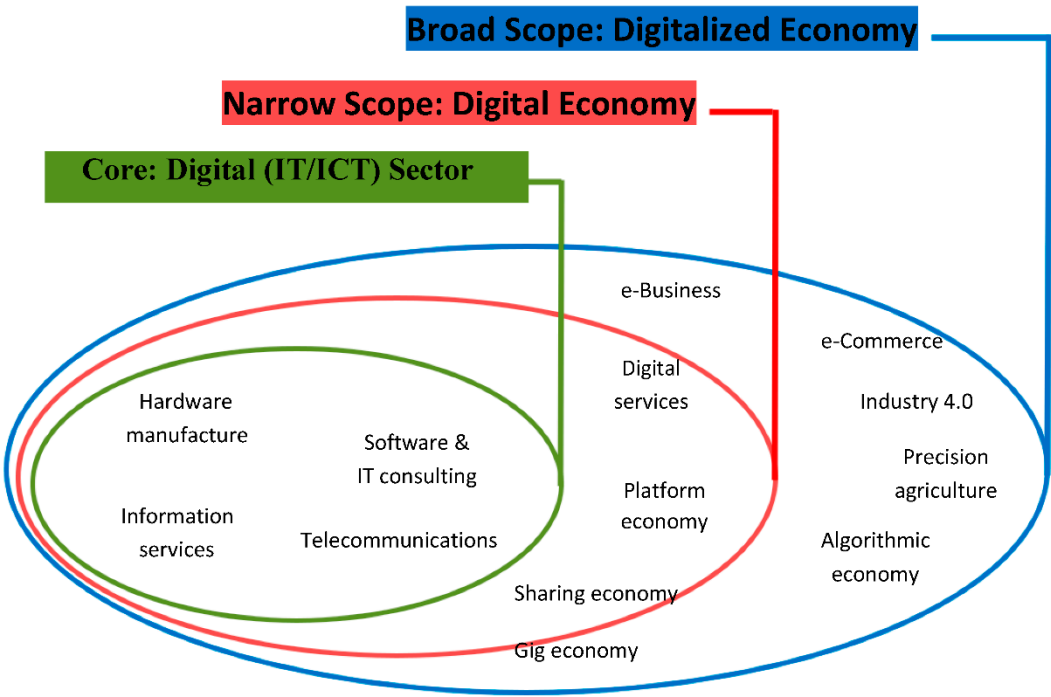 Broad Scope: Digitalized Economy
Narrow Scope: Digital Economy
Core: Digital (IT/ICT) Sector
e-Business
e-Commerce
Digital
services
Hardware
manufacture
Industry 4.0
Software &
IT consulting
Precision
agriculture
Platform
economy
Information
services
Telecommunications
Algorithmic
economy
Sharing economy
Gig economy